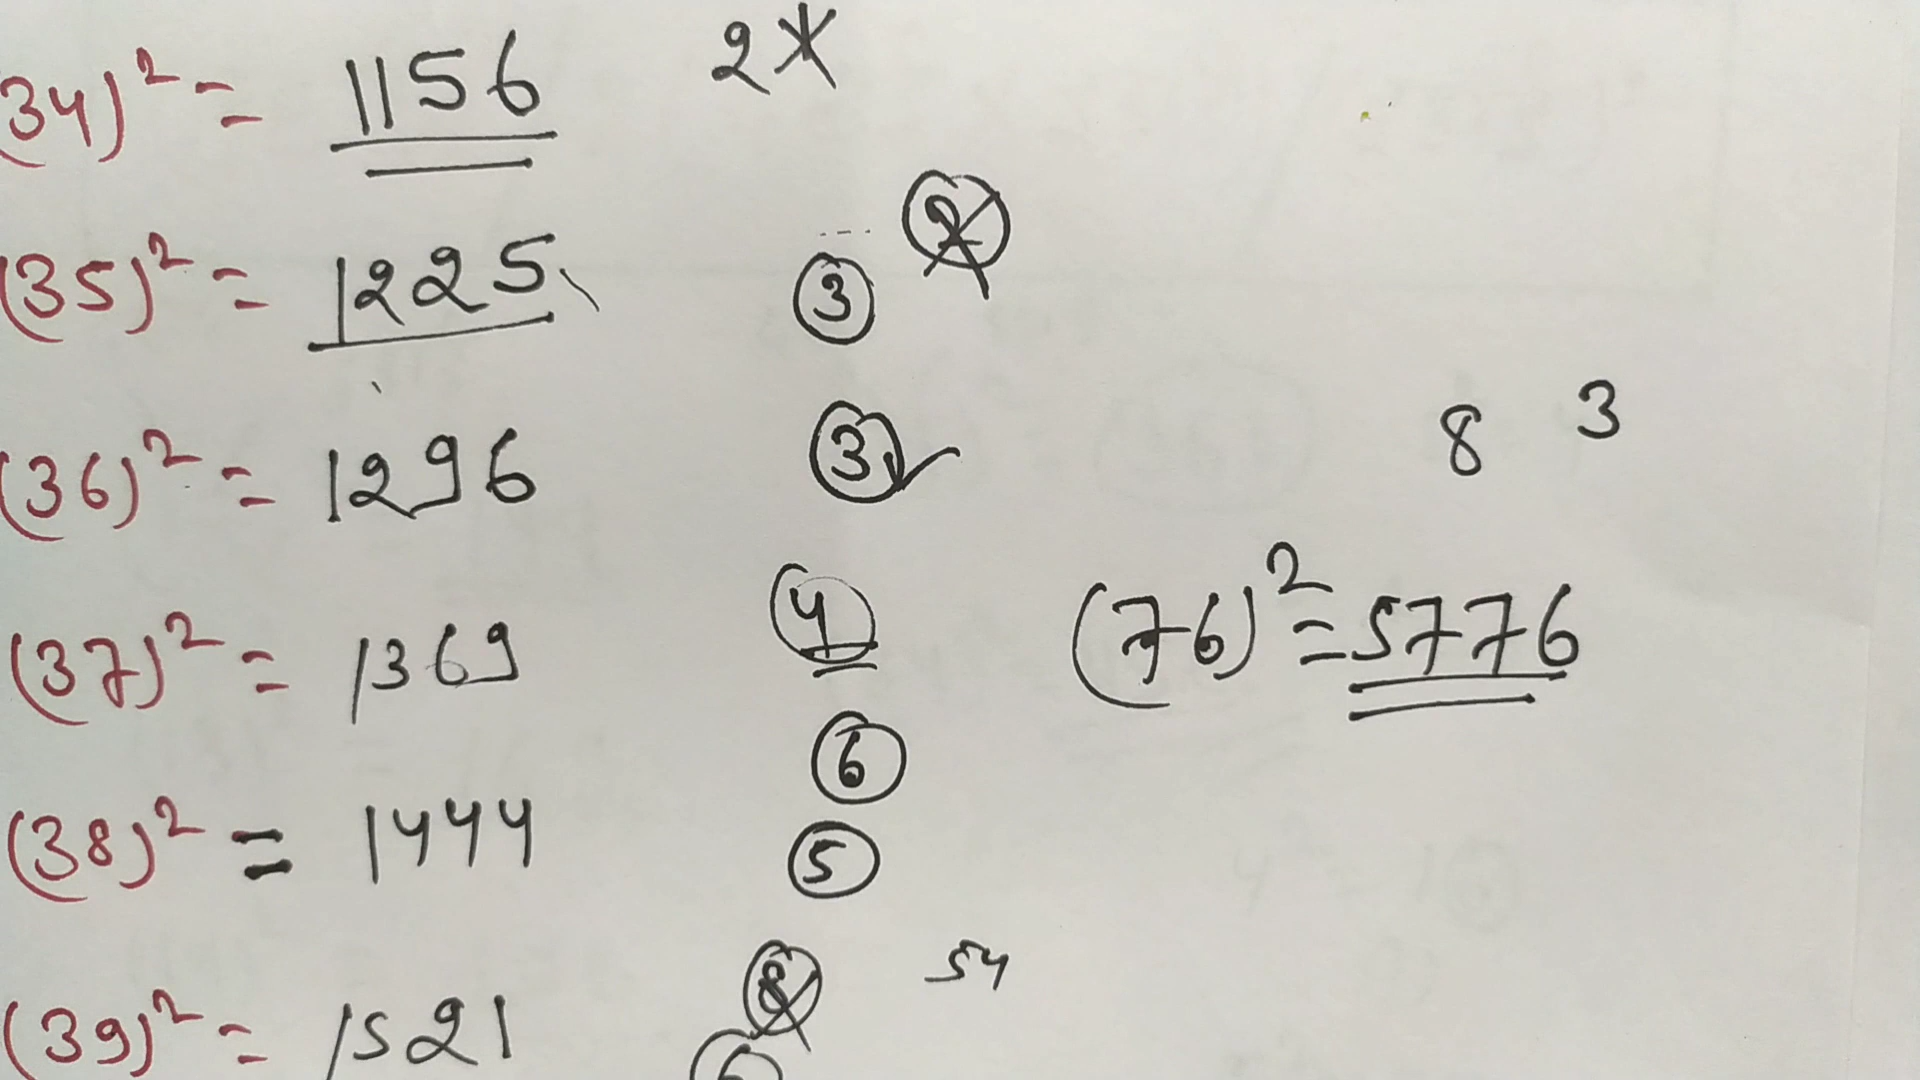 (34)² = 1156 2
(35)² = 1225 3 2
(36)² = 1296 3
8 3
(37)² = 1369 4 (76)² = 5776
6
(38)² = 1444 5
8 54
(39)² = 1521